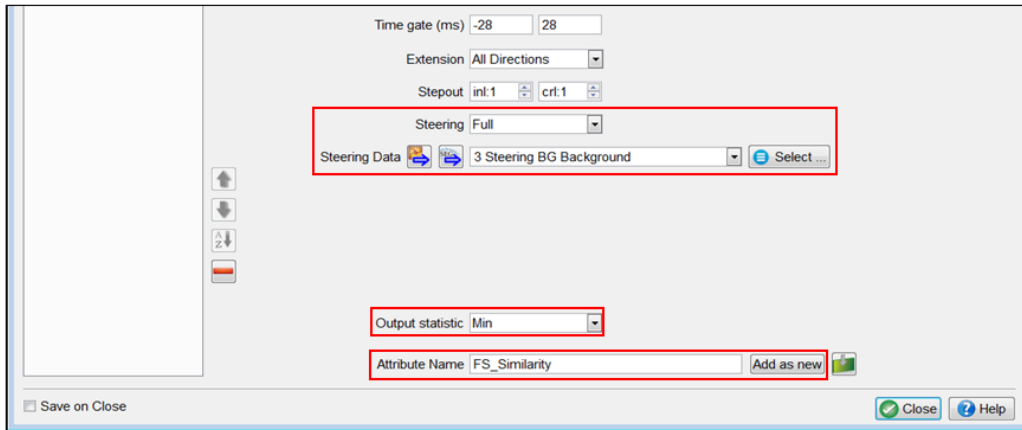 Time gate (ms) -28 28
Extension All Directions
Stepout inl:1 crl:1
Steering Full
Steering Data 3 Steering BG Background Select ...
A
Z
Output statistic Min
Attribute Name FS_Similarity Add as new
Save on Close Close ? Help